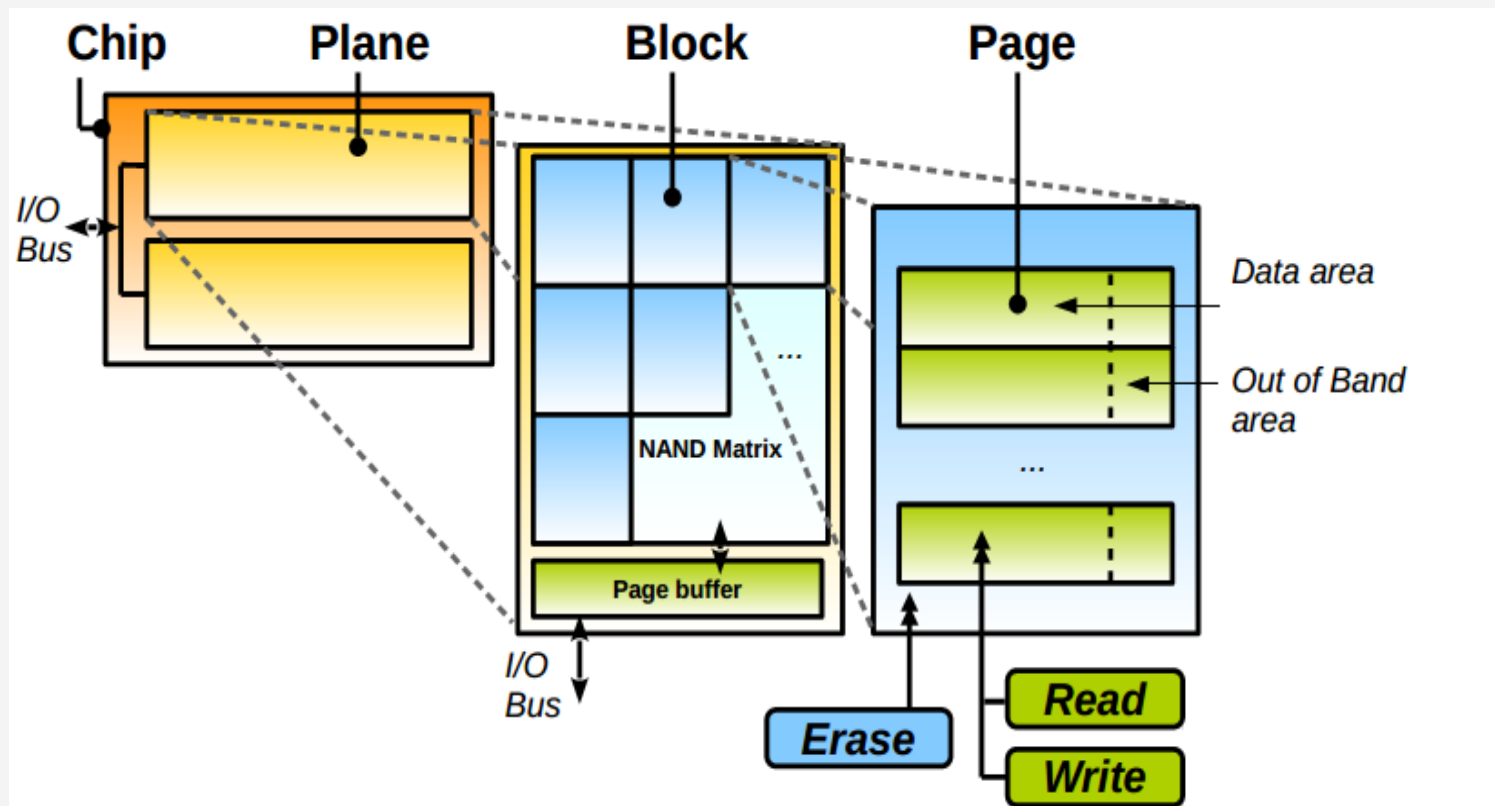 Chip
Plane
Block
Page
I/O
Bus
Data area
...
Out of Band
area
NAND Matrix
...
Page buffer
I/O
Bus
Erase
Read
Write